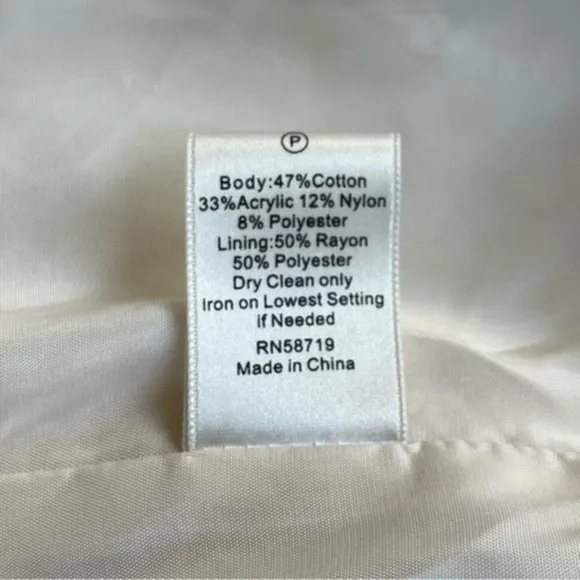 P
Body:47%Cotton
33%Acrylic 12% Nylon
8% Polyester
Lining:50% Rayon
50% Polyester
Dry Clean only
Iron on Lowest Setting
if Needed
RN58719
Made in China